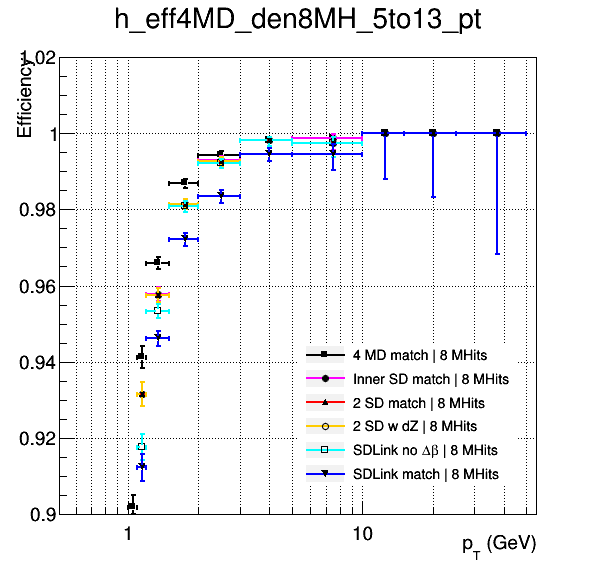 h_eff4MD_den8MH_5to13_pt
Efficiency
1.02
1
0.98
0.96
0.94
0.92
0.9
4 MD match | 8 MHits
Inner SD match | 8 MHits
2 SD match | 8 MHits
2 SD w dZ | 8 MHits
SDLink no Δβ | 8 MHits
SDLink match | 8 MHits
1 10
p_T (GeV)